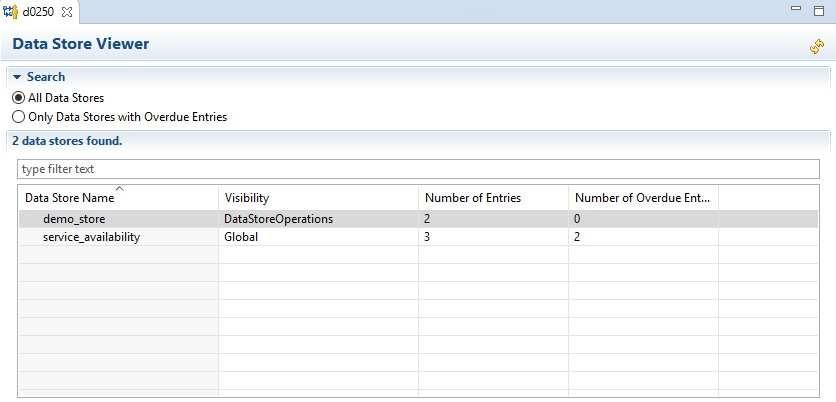 d0250
Data Store Viewer
Search
All Data Stores
Only Data Stores with Overdue Entries
2 data stores found.
type filter text
Data Store Name Visibility Number of Entries Number of Overdue Ent...
demo_store DataStoreOperations 2 0
service_availability Global 3 2